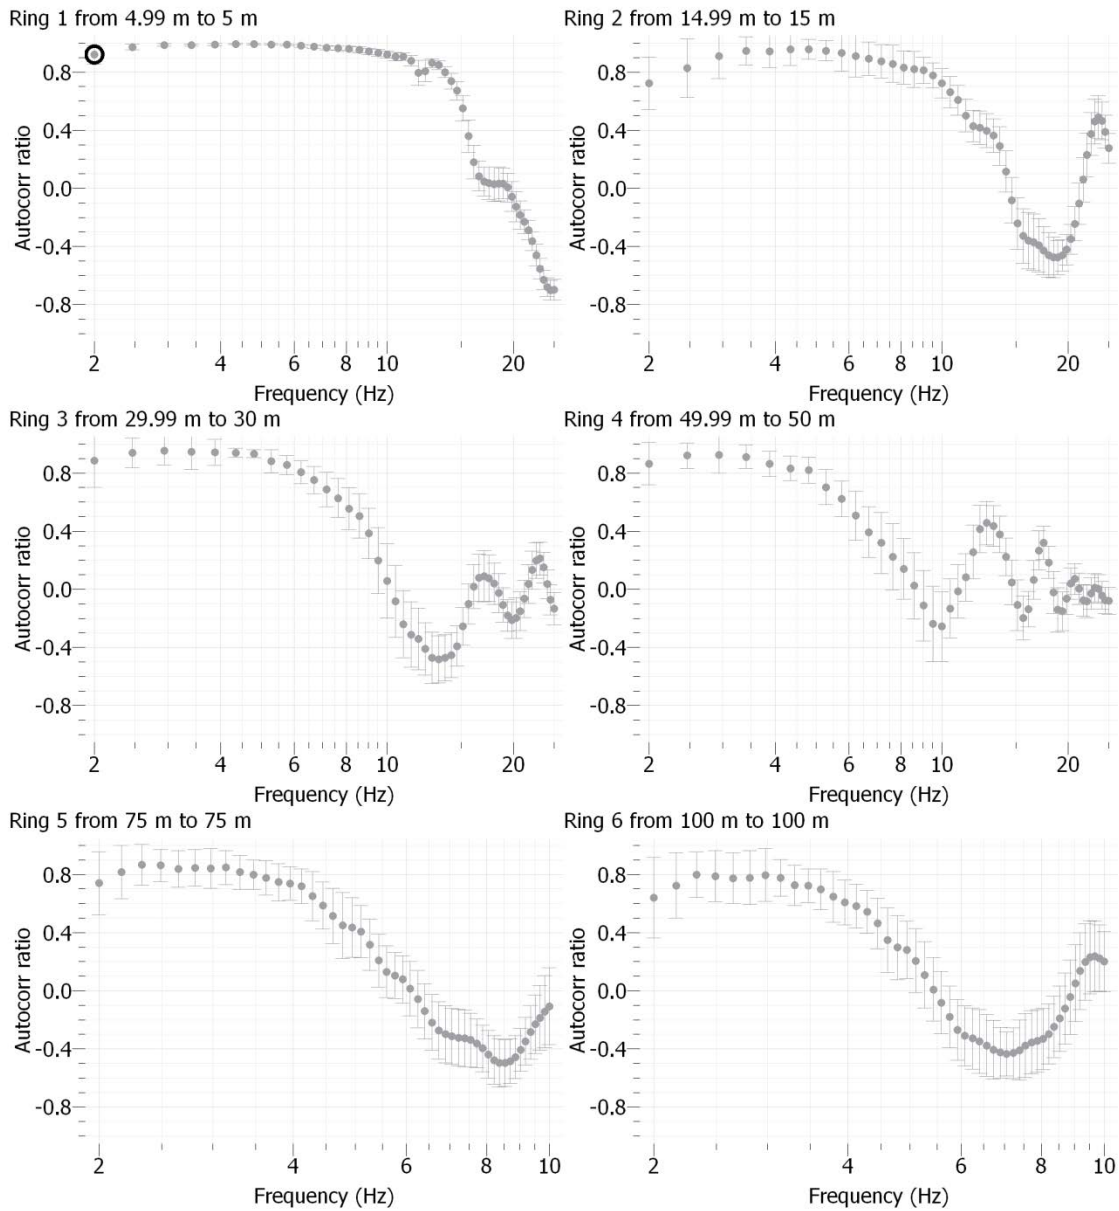 Ring 1 from 4.99 m to 5 m
Autocorr ratio
0.8
0.4
0.0
-0.4
-0.8
2 4 6 8 10 20
Frequency (Hz)
Ring 2 from 14.99 m to 15 m
Autocorr ratio
0.8
0.4
0.0
-0.4
-0.8
2 4 6 8 10 20
Frequency (Hz)
Ring 3 from 29.99 m to 30 m
Autocorr ratio
0.8
0.4
0.0
-0.4
-0.8
2 4 6 8 10 20
Frequency (Hz)
Ring 4 from 49.99 m to 50 m
Autocorr ratio
0.8
0.4
0.0
-0.4
-0.8
2 4 6 8 10 20
Frequency (Hz)
Ring 5 from 75 m to 75 m
Autocorr ratio
0.8
0.4
0.0
-0.4
-0.8
2 4 6 8 10
Frequency (Hz)
Ring 6 from 100 m to 100 m
Autocorr ratio
0.8
0.4
0.0
-0.4
-0.8
2 4 6 8 10
Frequency (Hz)